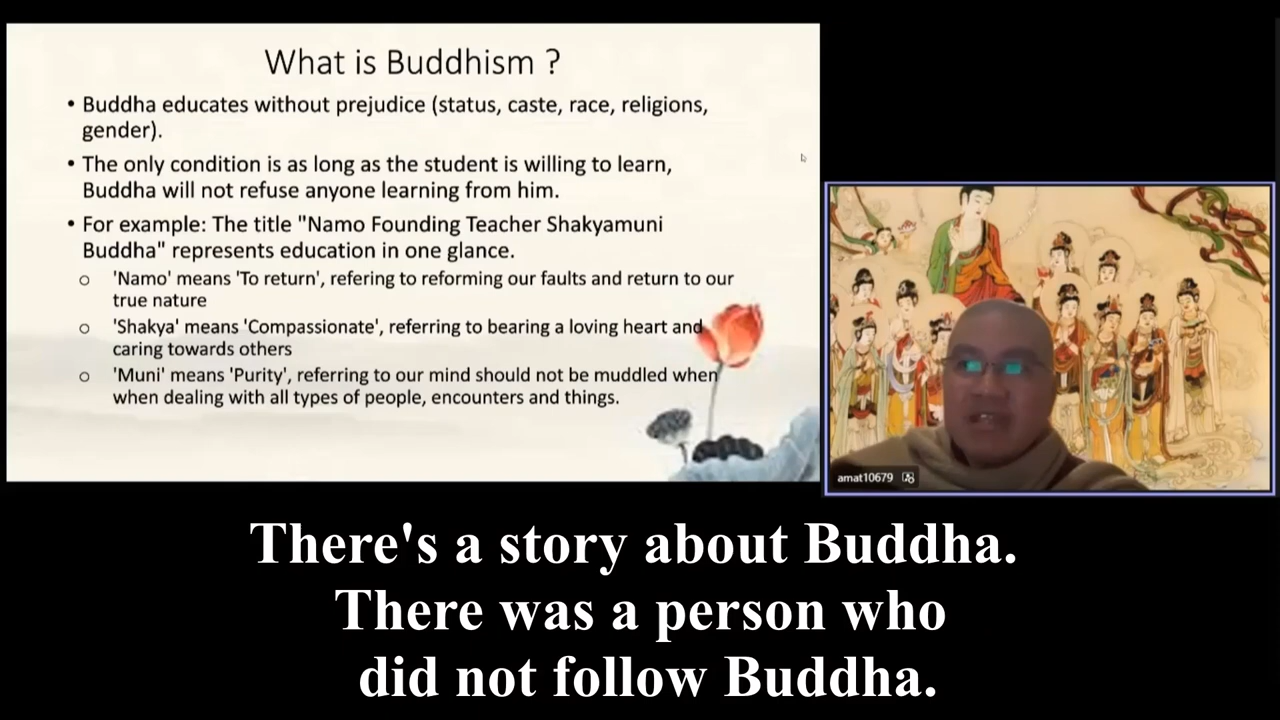 What is Buddhism ?
• Buddha educates without prejudice (status, caste, race, religions,
gender).
• The only condition is as long as the student is willing to learn,
Buddha will not refuse anyone learning from him.
• For example: The title "Namo Founding Teacher Shakyamuni
Buddha" represents education in one glance.
o 'Namo' means 'To return', refering to reforming our faults and return to our
true nature
o 'Shakya' means 'Compassionate', referring to bearing a loving heart and
caring towards others
o 'Muni' means 'Purity', referring to our mind should not be muddled when
when dealing with all types of people, encounters and things.
amat10679
There's a story about Buddha.
There was a person who
did not follow Buddha.